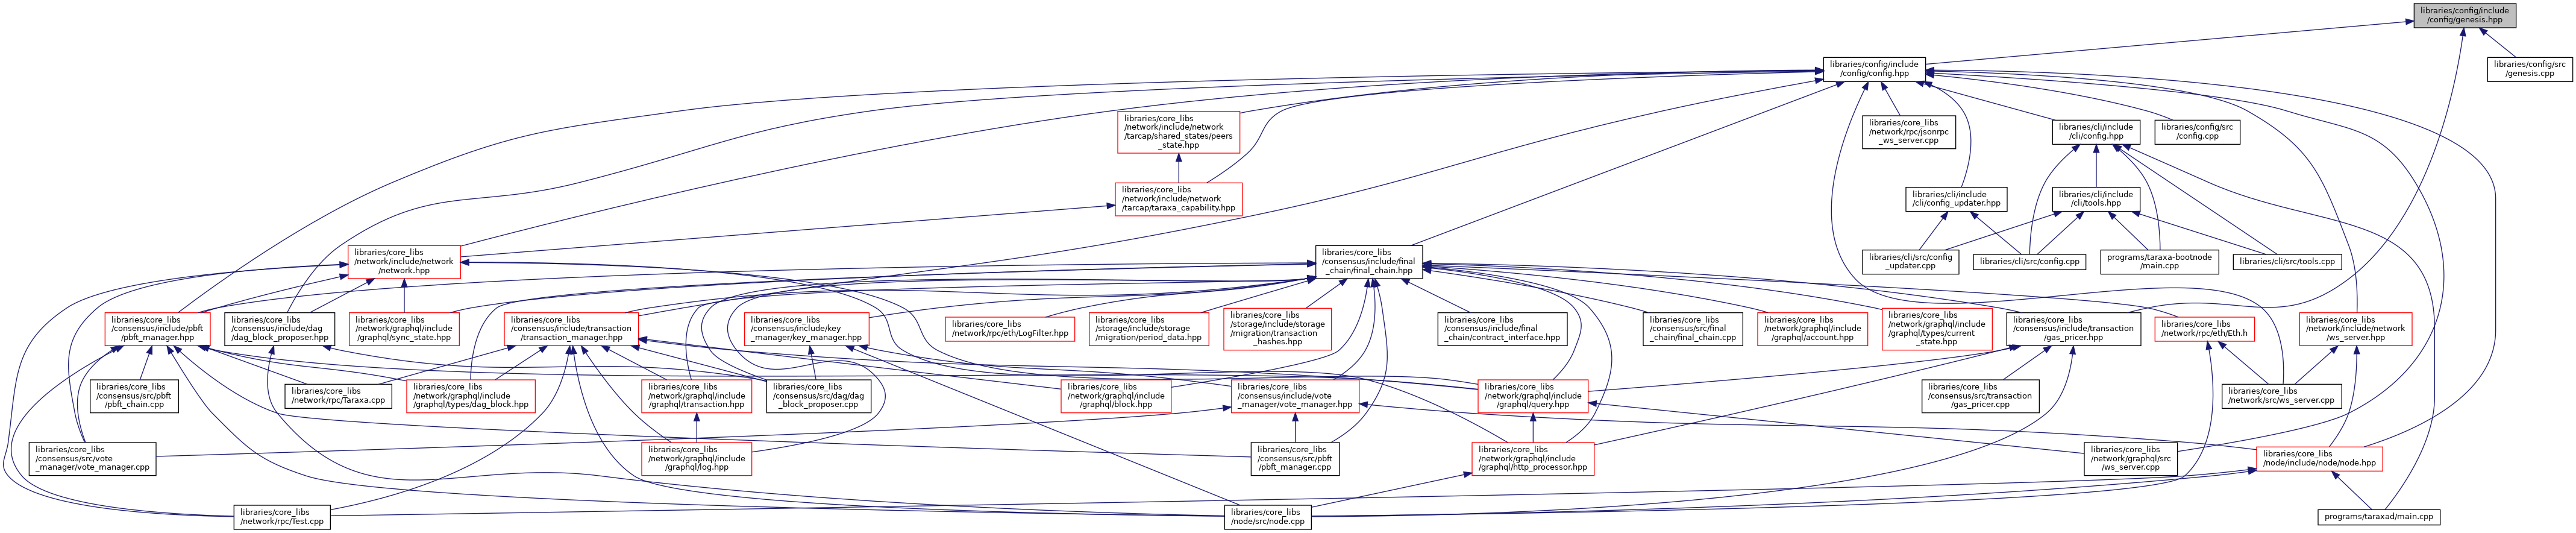 libraries/config/include
/config/genesis.hpp
libraries/config/include
/config/config.hpp
libraries/config/src
/genesis.cpp
libraries/core_libs
/network/include/network
/tarcap/shared_states/peers
_state.hpp
libraries/core_libs
/network/rpc/jsonrpc
_ws_server.cpp
libraries/cli/include
/cli/config.hpp
libraries/config/src
/config.cpp
libraries/core_libs
/network/include/network
/tarcap/taraxa_capability.hpp
libraries/cli/include
/cli/config_updater.hpp
libraries/cli/include
/cli/tools.hpp
libraries/core_libs
/network/include/network
/network.hpp
libraries/core_libs
/consensus/include/final
_chain/final_chain.hpp
libraries/cli/src/config
_updater.cpp
libraries/cli/src/config.cpp
programs/taraxa-bootnode
/main.cpp
libraries/cli/src/tools.cpp
libraries/core_libs
/consensus/include/pbft
/pbft_manager.hpp
libraries/core_libs
/consensus/include/dag
/dag_block_proposer.hpp
libraries/core_libs
/network/graphql/include
/graphql/sync_state.hpp
libraries/core_libs
/consensus/include/transaction
/transaction_manager.hpp
libraries/core_libs
/consensus/include/key
_manager/key_manager.hpp
libraries/core_libs
/network/rpc/eth/LogFilter.hpp
libraries/core_libs
/storage/include/storage
/migration/period_data.hpp
libraries/core_libs
/storage/include/storage
/migration/transaction
_hashes.hpp
libraries/core_libs
/consensus/include/final
_chain/contract_interface.hpp
libraries/core_libs
/consensus/src/final
_chain/final_chain.cpp
libraries/core_libs
/network/graphql/include
/graphql/account.hpp
libraries/core_libs
/network/graphql/include
/graphql/types/current
_state.hpp
libraries/core_libs
/consensus/include/transaction
/gas_pricer.hpp
libraries/core_libs
/network/rpc/eth/Eth.h
libraries/core_libs
/network/include/network
/ws_server.hpp
libraries/core_libs
/consensus/src/pbft
/pbft_chain.cpp
libraries/core_libs
/network/rpc/Taraxa.cpp
libraries/core_libs
/network/graphql/include
/graphql/types/dag_block.hpp
libraries/core_libs
/network/graphql/include
/graphql/transaction.hpp
libraries/core_libs
/consensus/src/dag/dag
_block_proposer.cpp
libraries/core_libs
/network/graphql/include
/graphql/block.hpp
libraries/core_libs
/consensus/include/vote
_manager/vote_manager.hpp
libraries/core_libs
/network/graphql/include
/graphql/query.hpp
libraries/core_libs
/consensus/src/transaction
/gas_pricer.cpp
libraries/core_libs
/network/src/ws_server.cpp
libraries/core_libs
/consensus/src/vote
_manager/vote_manager.cpp
libraries/core_libs
/network/graphql/include
/graphql/log.hpp
libraries/core_libs
/consensus/src/pbft
/pbft_manager.cpp
libraries/core_libs
/network/graphql/include
/graphql/http_processor.hpp
libraries/core_libs
/network/graphql/src
/ws_server.cpp
libraries/core_libs
/node/include/node/node.hpp
libraries/core_libs
/network/rpc/Test.cpp
libraries/core_libs
/node/src/node.cpp
programs/taraxad/main.cpp